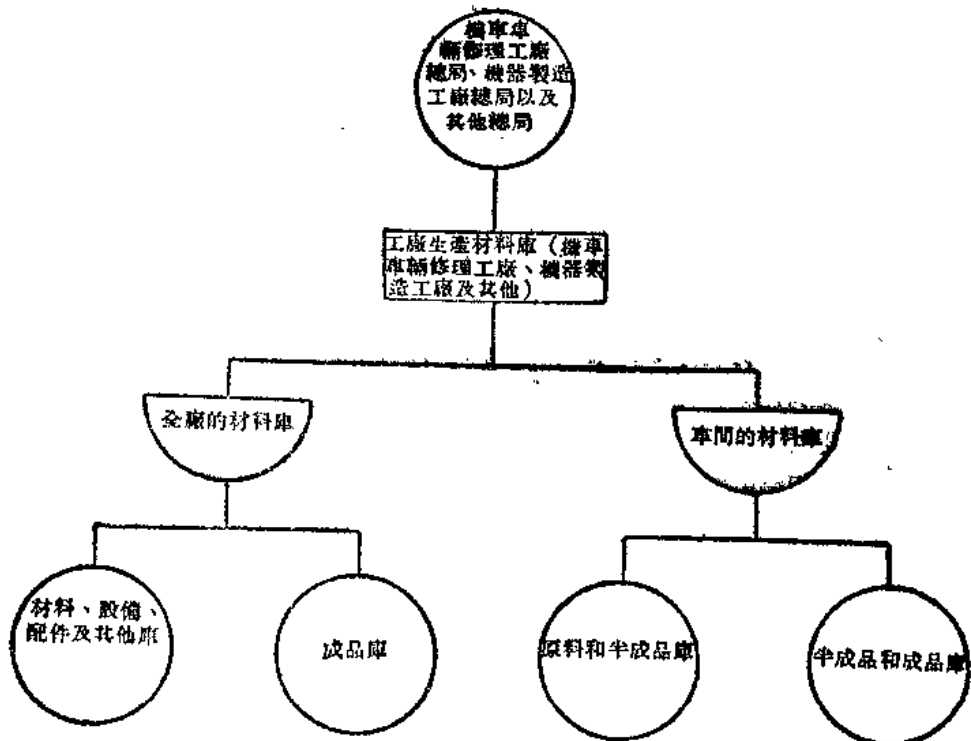 機車車
輛修理工廠
總局、機器製造
工廠總局以及
其他總局
工廠生產材料庫（機車
車輛修理工廠、機器製
造工廠及其他）
全廠的材料庫
車間的材料庫
材料、設備、
配件及其他庫
成品庫
原料和半成品庫
半成品和成品庫